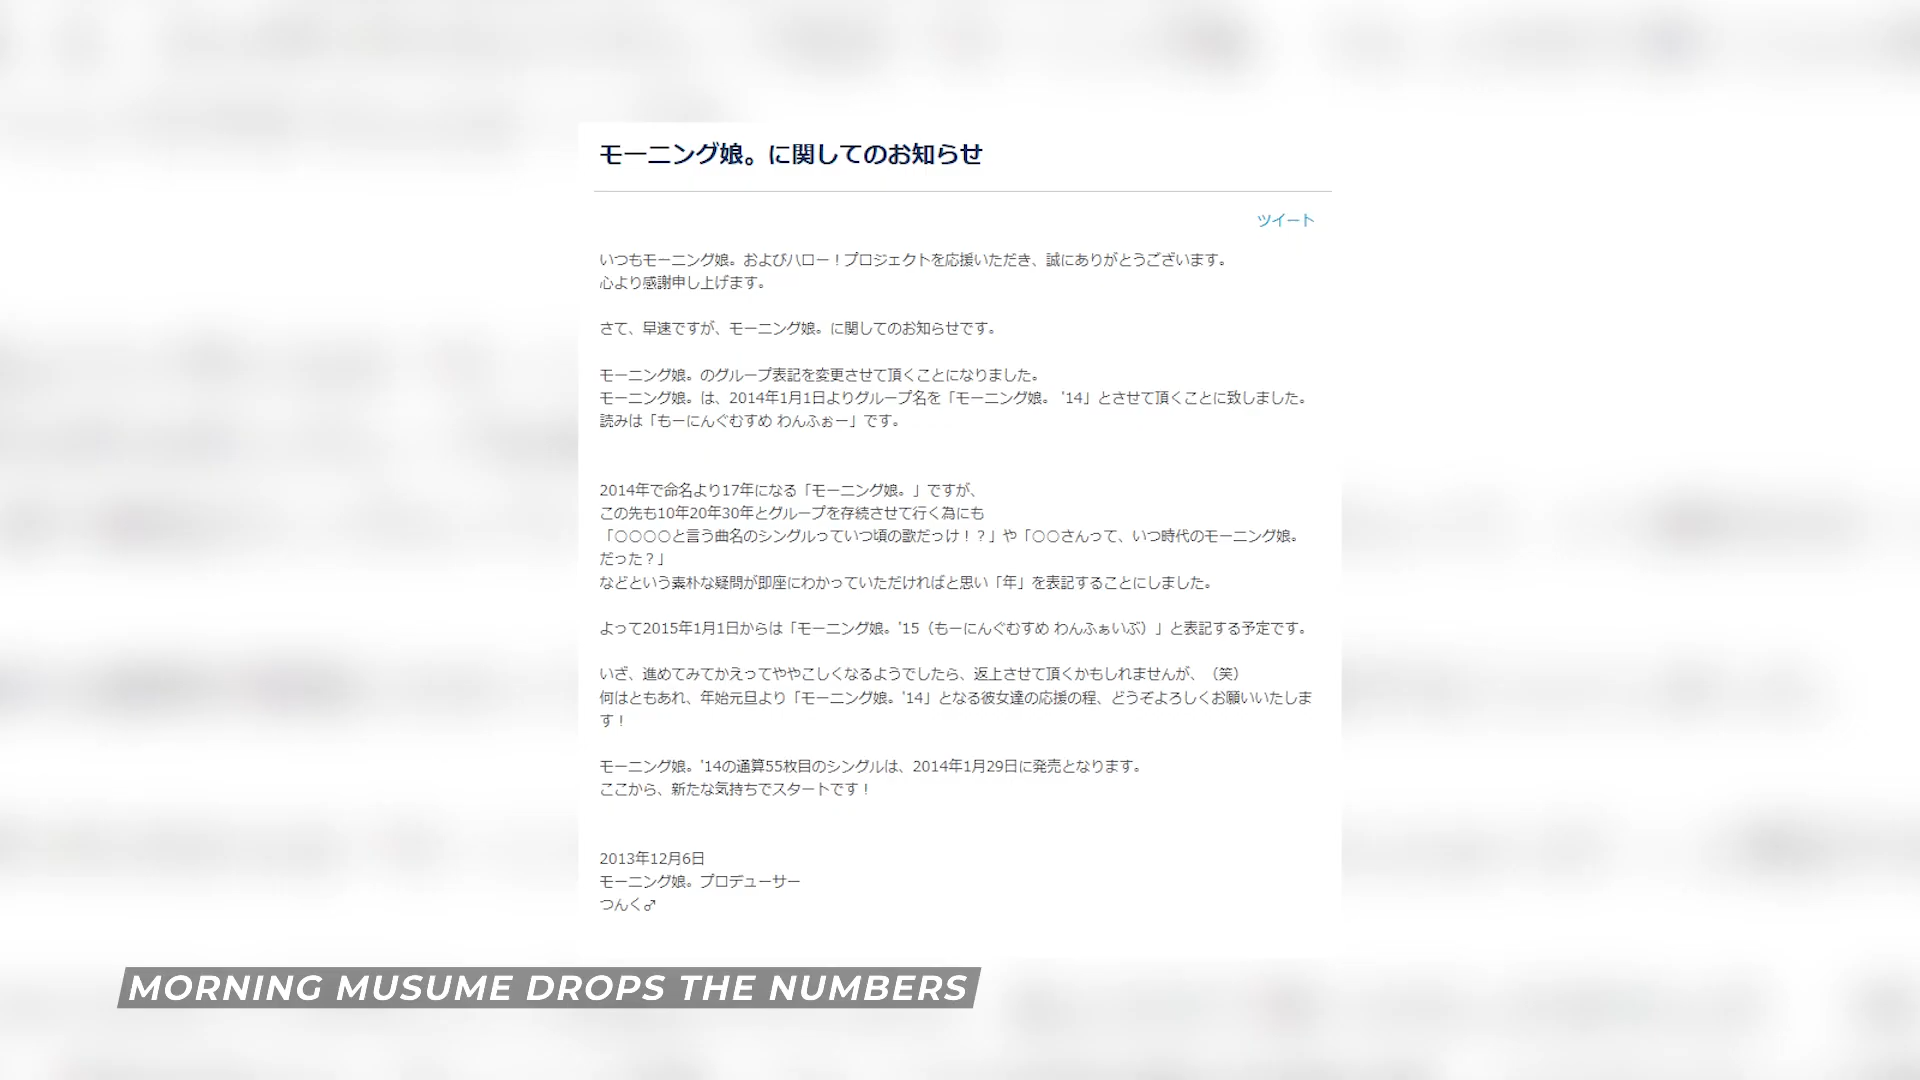 モーニング娘。に関してのお知らせ
ツイート
いつもモーニング娘。およびハロー！プロジェクトを応援いただき、誠にありがとうございます。
心より感謝申し上げます。
さて、早速ですが、モーニング娘。に関してのお知らせです。
モーニング娘。のグループ表記を変更させて頂くことになりました。
モーニング娘。は、2014年1月1日よりグループ名を「モーニング娘。 '14」とさせて頂くことに致しました。
読みは「もーにんぐむすめ わんふぉー」です。
2014年で命名より17年になる「モーニング娘。」ですが、
この先も10年20年30年とグループを存続させて行く為にも
「○○○○と言う曲名のシングルっていつ頃の歌だっけ！？」や「○○さんって、いつ時代のモーニング娘。
だった？」
などという素朴な疑問が即座にわかっていただければと思い「年」を表記することにしました。
よって2015年1月1日からは「モーニング娘。'15（もーにんぐむすめ わんふぁいぶ）」と表記する予定です。
いざ、進めてみてかえってややこしくなるようでしたら、返上させて頂くかもしれませんが、（笑）
何はともあれ、年始元旦より「モーニング娘。'14」となる彼女達の応援の程、どうぞよろしくお願いいたしま
す！
モーニング娘。'14の通算55枚目のシングルは、2014年1月29日に発売となります。
ここから、新たな気持ちでスタートです！
2013年12月6日
モーニング娘。プロデューサー
つんく♂
MORNING MUSUME DROPS THE NUMBERS